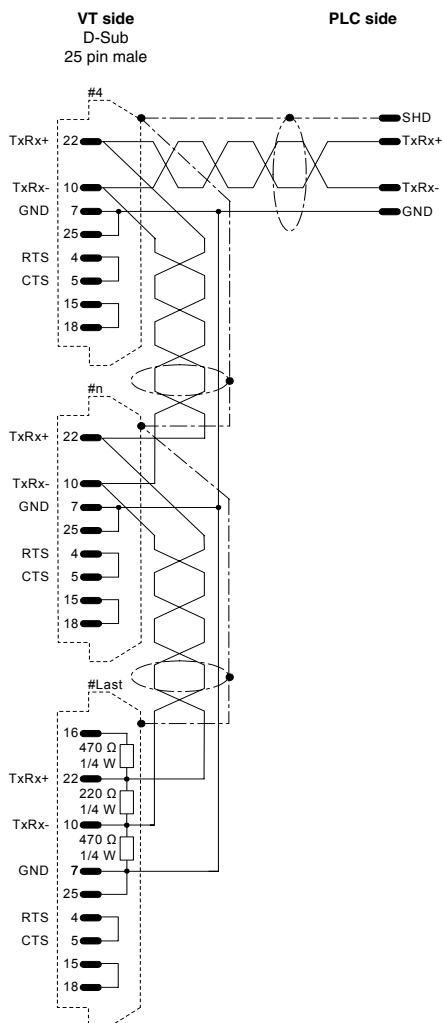 VT side
D-Sub
25 pin male
PLC side
#4
SHD
TxRx+ 22 TxRx+
TxRx- 10 TxRx-
GND 7 GND
25
RTS 4
CTS 5
15
18
#n
TxRx+ 22
TxRx- 10
GND 7
25
RTS 4
CTS 5
15
18
#Last
16
470 Ω
1/4 W
TxRx+ 22
220 Ω
1/4 W
TxRx- 10
470 Ω
1/4 W
GND 7
25
RTS 4
CTS 5
15
18